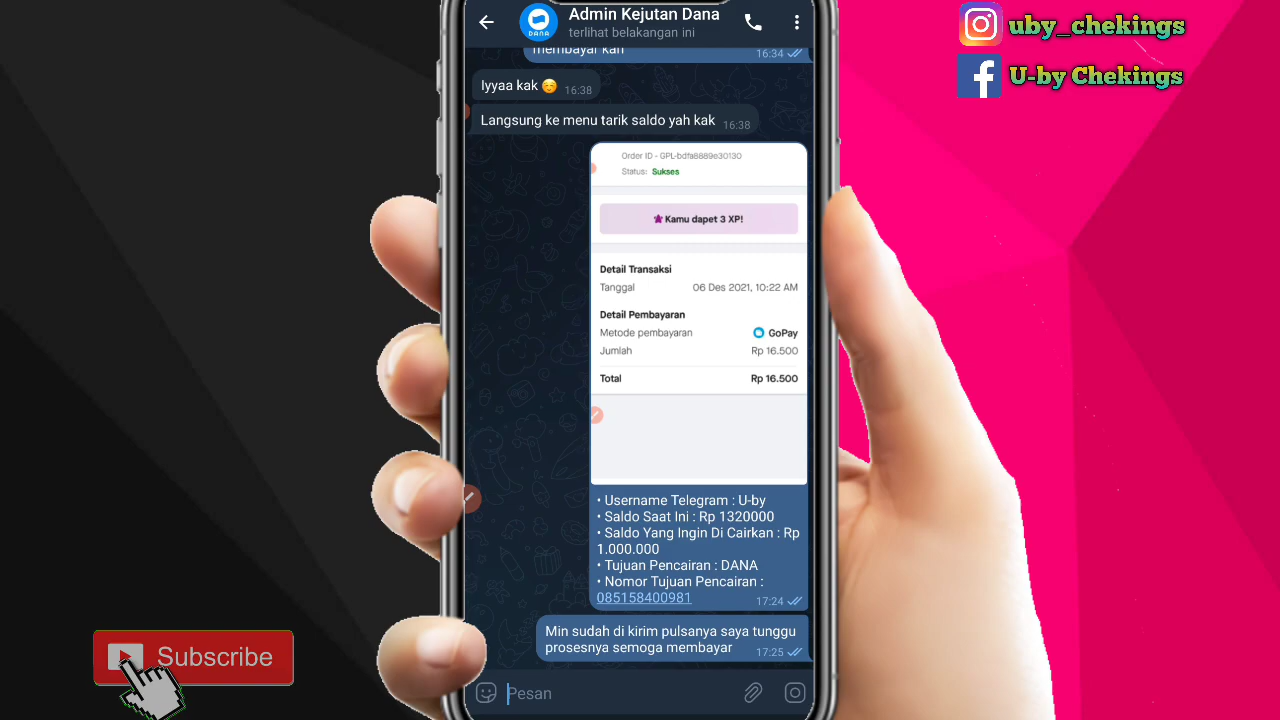 Admin Kejutan Dana
terlihat belakangan ini
DANA
uby_chekings
U-by Chekings
membayar kan
16:34
Iyyaa kak 😊 16:38
Langsung ke menu tarik saldo yah kak 16:38
Order ID - GPL-bdfa8889e30130
Status: Sukses
Kamu dapet 3 XP!
Detail Transaksi
Tanggal 06 Des 2021, 10:22 AM
Detail Pembayaran
Metode pembayaran GoPay
Jumlah Rp 16.500
Total Rp 16.500
• Username Telegram : U-by
• Saldo Saat Ini : Rp 1320000
• Saldo Yang Ingin Di Cairkan : Rp
1.000.000
• Tujuan Pencairan : DANA
• Nomor Tujuan Pencairan :
085158400981 17:24
Min sudah di kirim pulsanya saya tunggu
prosesnya semoga membayar 17:25
Pesan
Subscribe